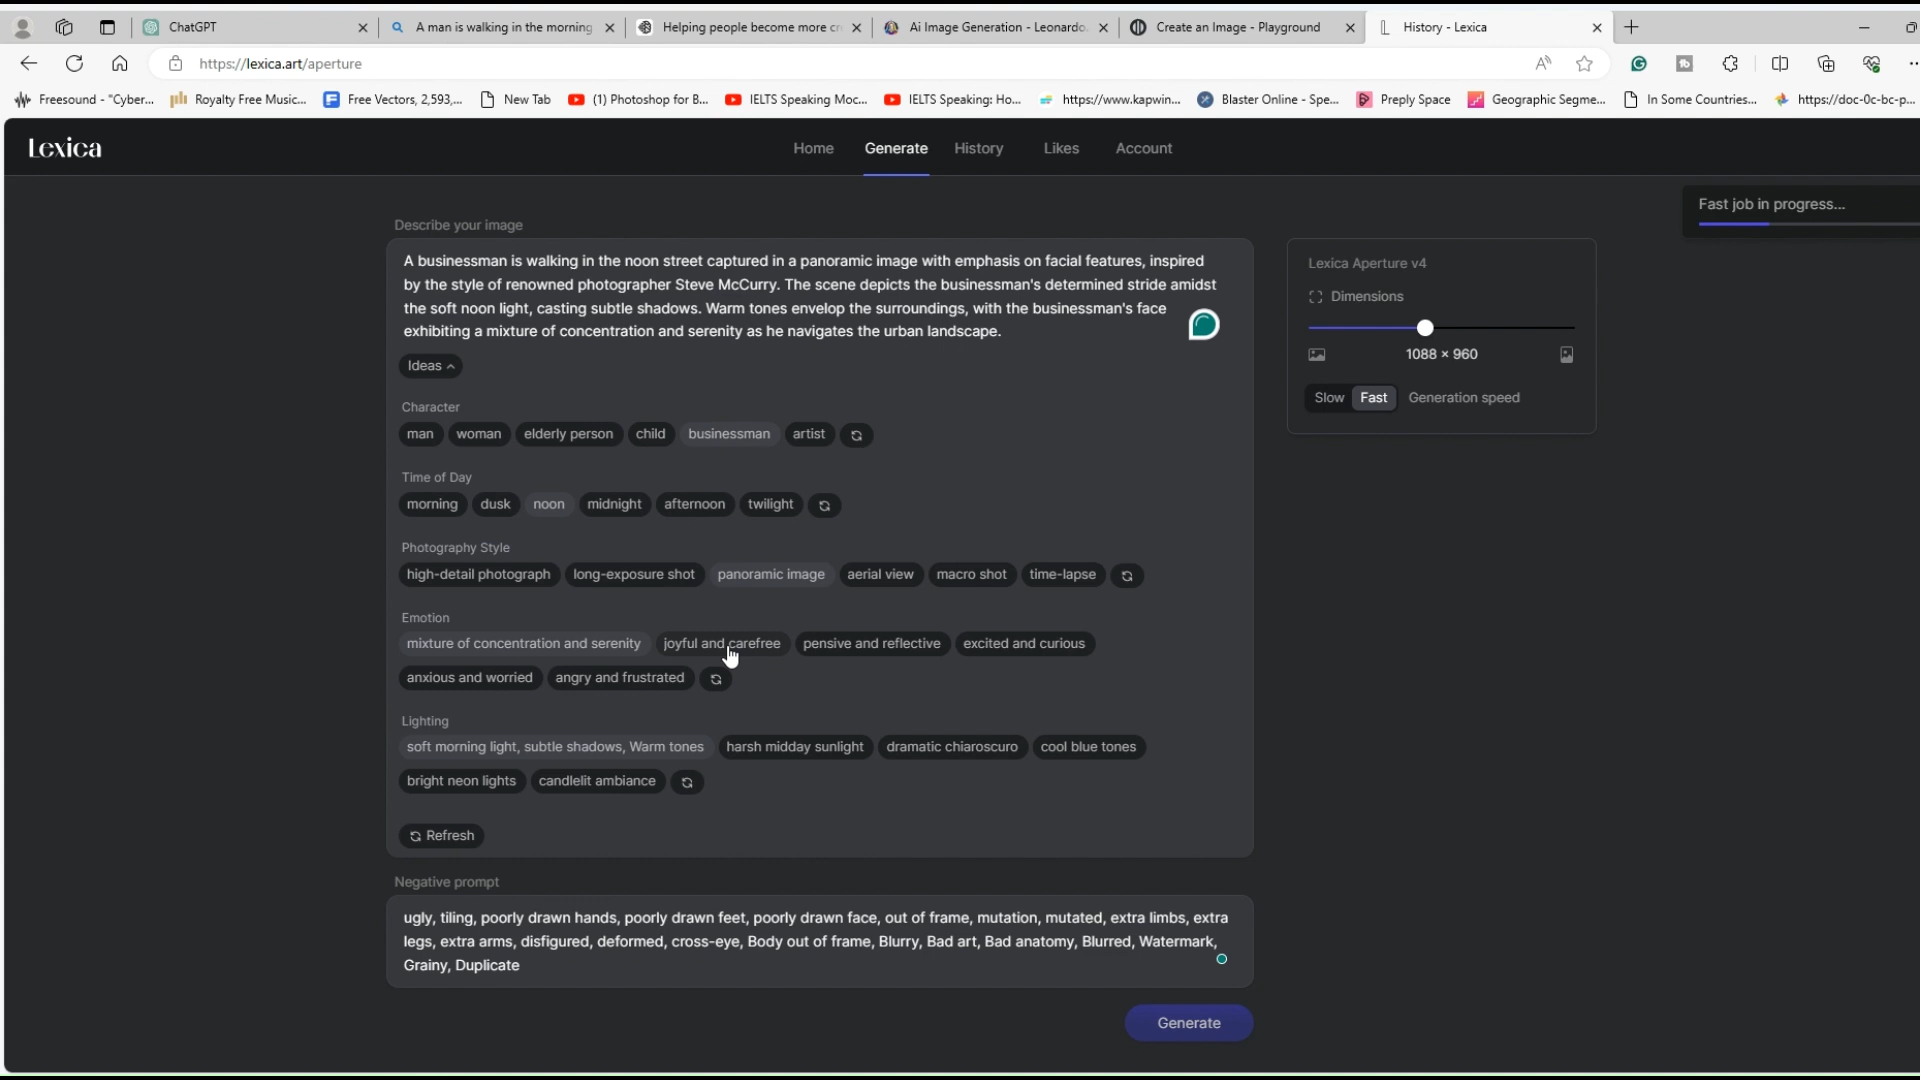 ChatGPT
A man is walking in the morning
Helping people become more cr
Ai Image Generation - Leonardo.
Create an Image - Playground
History - Lexica
https://lexica.art/aperture
Freesound - "Cyber...
Royalty Free Music...
Free Vectors, 2,593,...
New Tab
(1) Photoshop for B...
IELTS Speaking Moc...
IELTS Speaking: Ho...
https://www.kapwin...
Blaster Online - Spe...
Preply Space
Geographic Segme...
In Some Countries...
https://doc-0c-bc-p...
Lexica
Home
Generate
History
Likes
Account
Fast job in progress...
Describe your image
A businessman is walking in the noon street captured in a panoramic image with emphasis on facial features, inspired
by the style of renowned photographer Steve McCurry. The scene depicts the businessman's determined stride amidst
the soft noon light, casting subtle shadows. Warm tones envelop the surroundings, with the businessman's face
exhibiting a mixture of concentration and serenity as he navigates the urban landscape.
Lexica Aperture v4
Dimensions
1088 × 960
Slow Fast Generation speed
Ideas
Character
man woman elderly person child businessman artist
Time of Day
morning dusk noon midnight afternoon twilight
Photography Style
high-detail photograph long-exposure shot panoramic image aerial view macro shot time-lapse
Emotion
mixture of concentration and serenity joyful and carefree pensive and reflective excited and curious
anxious and worried angry and frustrated
Lighting
soft morning light, subtle shadows, Warm tones harsh midday sunlight dramatic chiaroscuro cool blue tones
bright neon lights candlelit ambiance
Refresh
Negative prompt
ugly, tiling, poorly drawn hands, poorly drawn feet, poorly drawn face, out of frame, mutation, mutated, extra limbs, extra
legs, extra arms, disfigured, deformed, cross-eye, Body out of frame, Blurry, Bad art, Bad anatomy, Blurred, Watermark,
Grainy, Duplicate
Generate